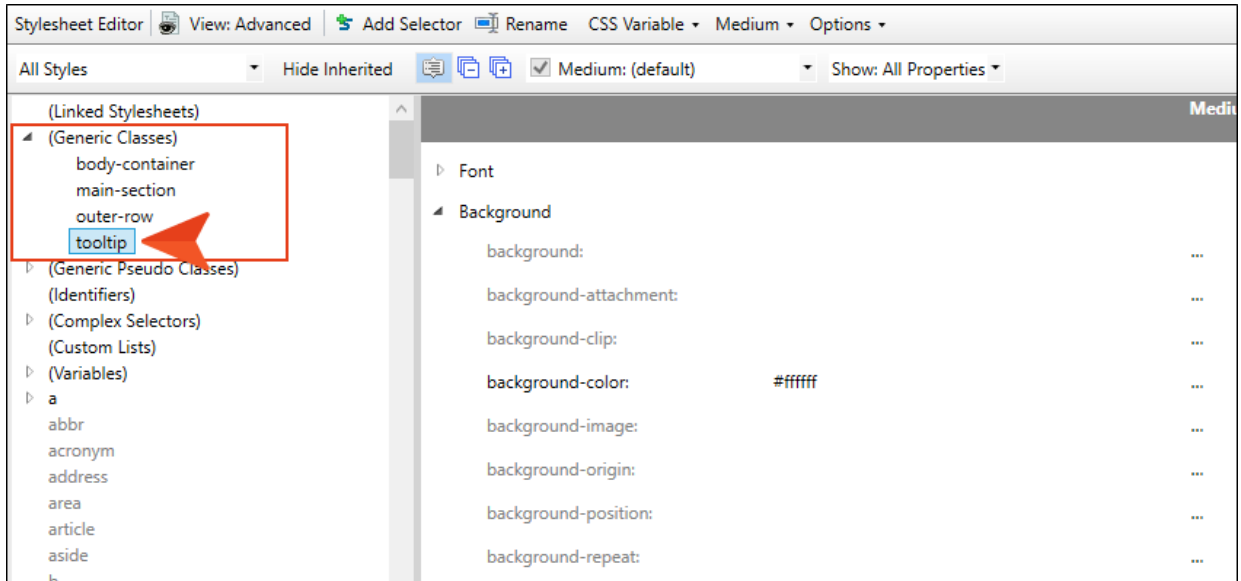 Stylesheet Editor View: Advanced Add Selector Rename CSS Variable Medium Options
All Styles Hide Inherited Medium: (default) Show: All Properties
(Linked Stylesheets)
(Generic Classes)
body-container
main-section
outer-row
tooltip
(Generic Pseudo Classes)
(Identifiers)
(Complex Selectors)
(Custom Lists)
(Variables)
a
abbr
acronym
address
area
article
aside
Font
Background
background: ...
background-attachment: ...
background-clip: ...
background-color: #ffffff ...
background-image: ...
background-origin: ...
background-position: ...
background-repeat: ...